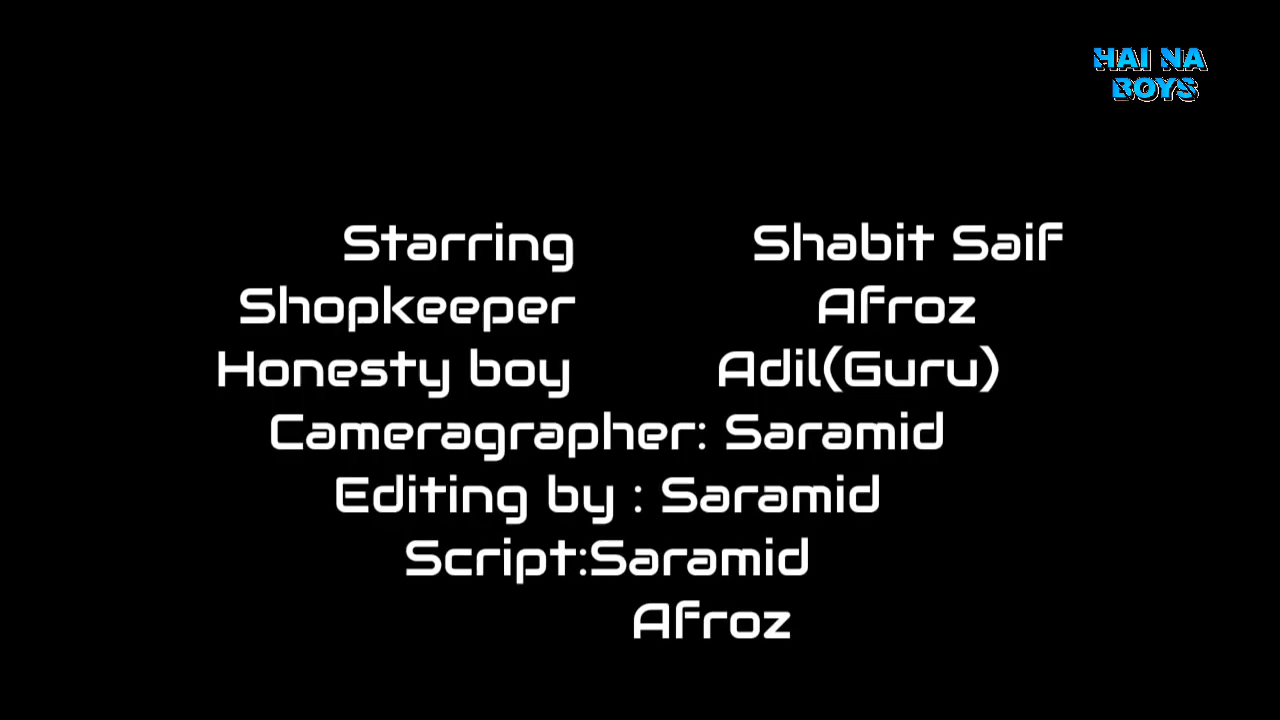 HAI NA
BOYS
Starring Shabit Saif
Shopkeeper Afroz
Honesty boy Adil(Guru)
Cameragrapher: Saramid
Editing by : Saramid
Script:Saramid
Afroz